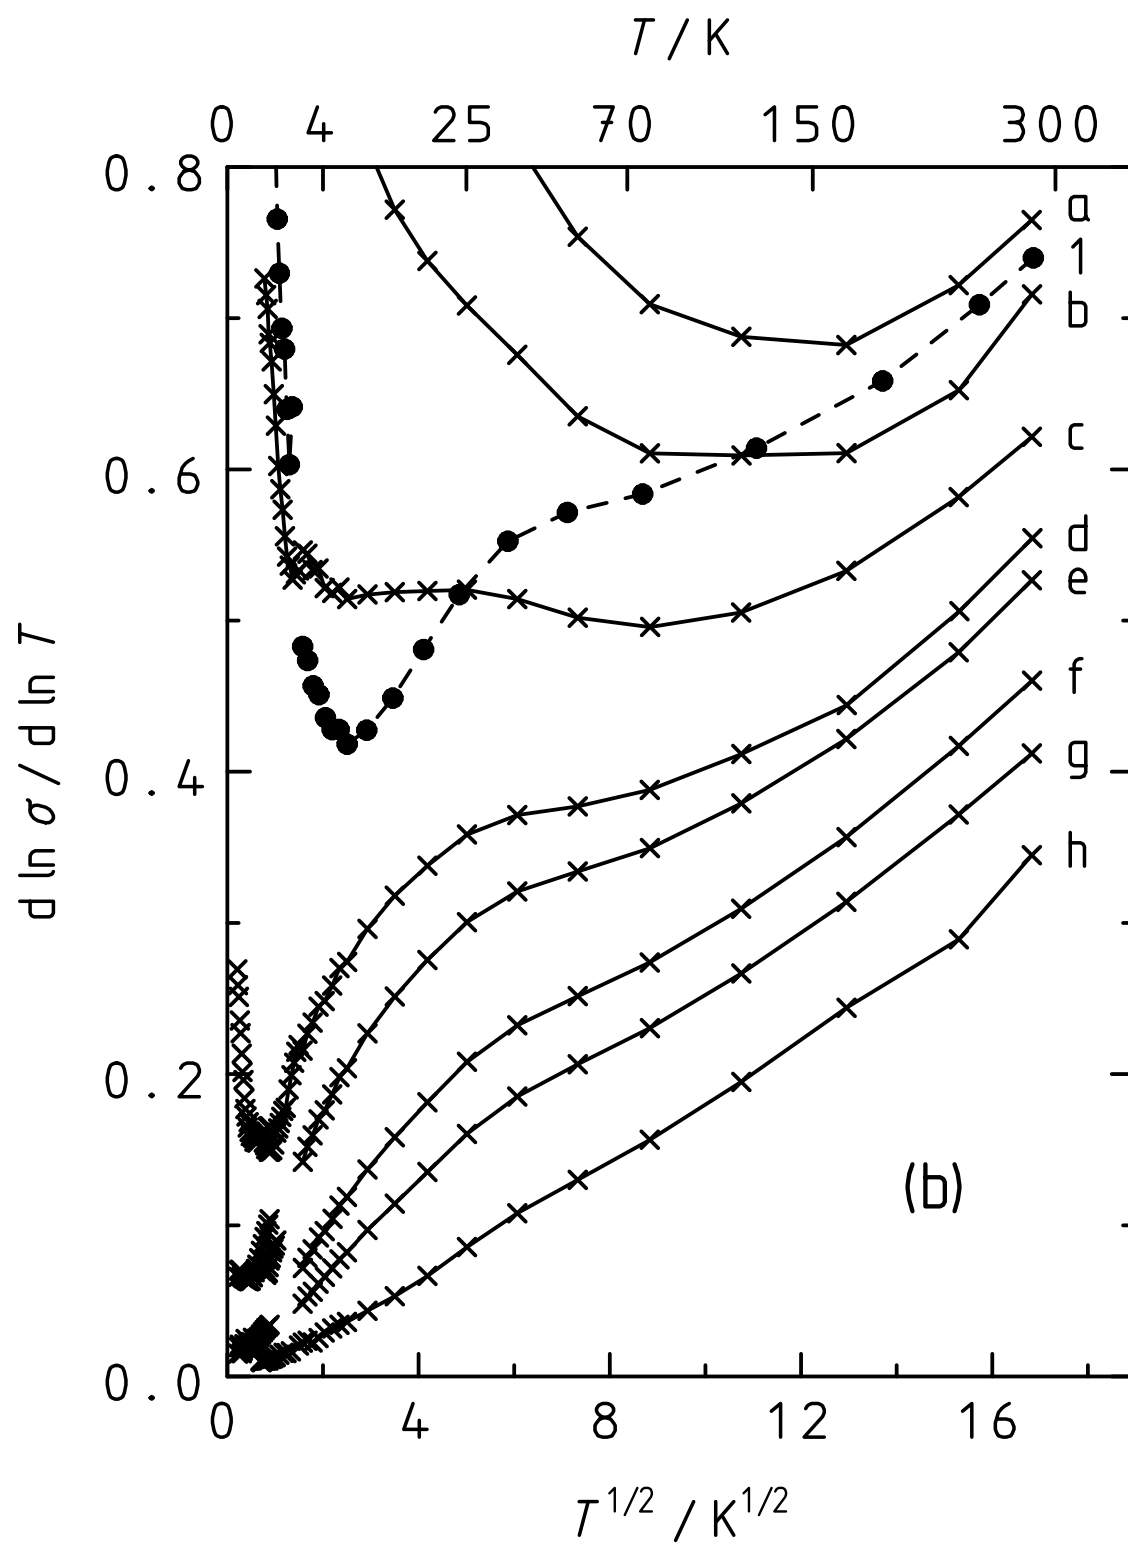 T / K
0 4 25 70 150 300
0.8
a
1
b
c
0.6
d
e
f
g
0.4
h
d ln σ / d ln T
0.2
(b)
0.0
0 4 8 12 16
T^1/2 / K^1/2